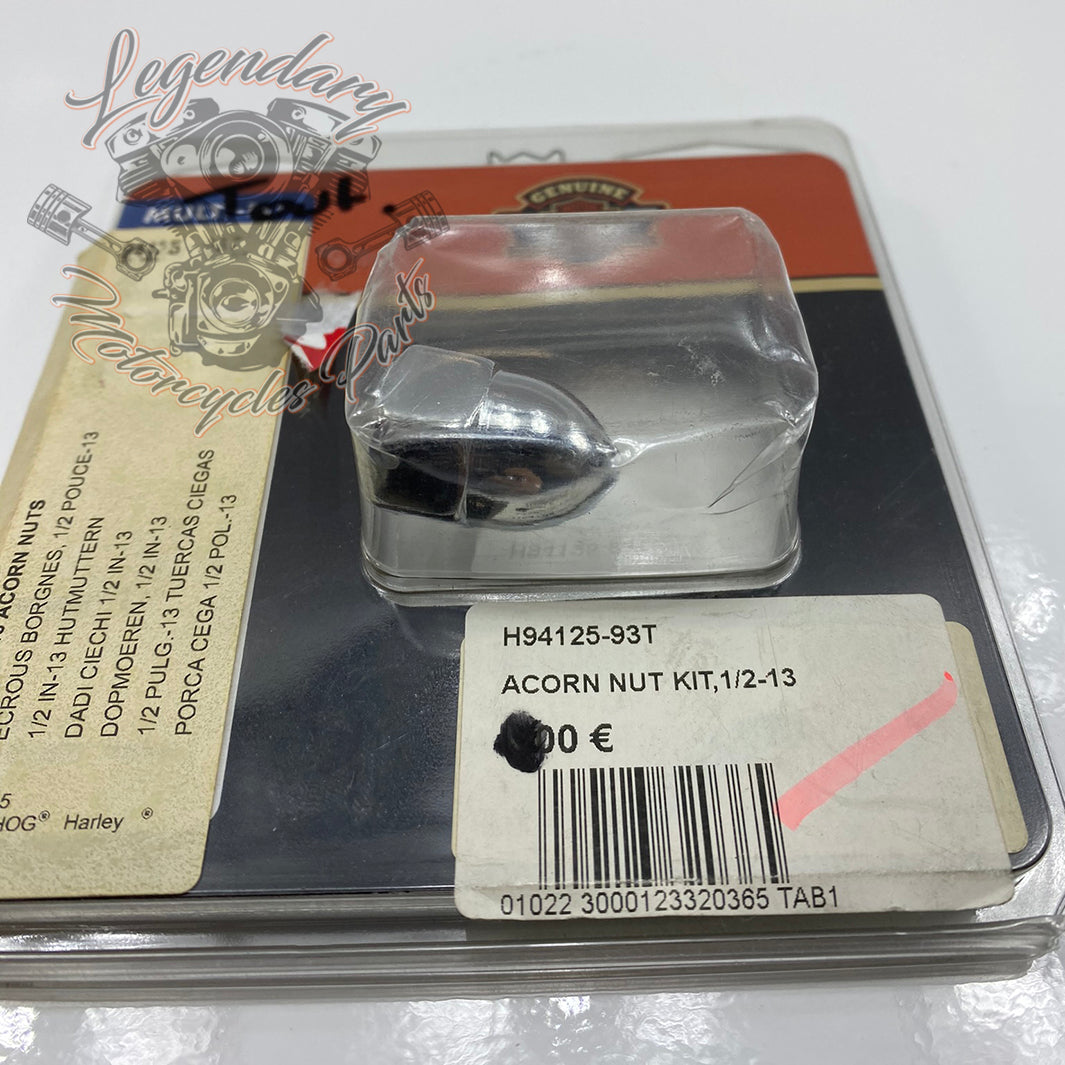 Legendary
Motorcycles Parts
Tout.
GENUINE
ACORN NUTS
ECROUS BORGNES, 1/2 POUCE-13
1/2 IN-13 HUTMUTTERN
DADI CIECHI 1/2 IN-13
DOPMOEREN, 1/2 IN-13
1/2 PULG.-13 TUERCAS CIEGAS
PORCA CEGA 1/2 POL.-13
5
HOG® Harley ®
H94125-93T
ACORN NUT KIT,1/2-13
00 €
01022 3000123320365 TAB1